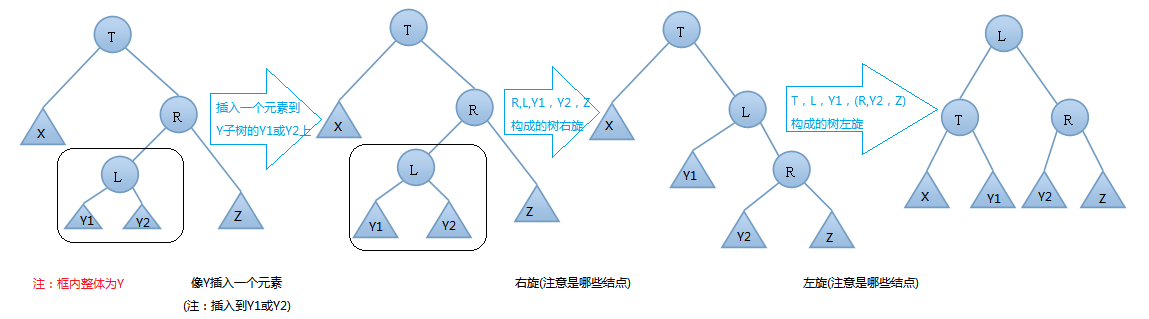 T
R
X
L
Y1
Y2
Z
插入一个元素到
Y子树的Y1或Y2上
T
R
X
L
Y1
Y2
Z
R,L,Y1，Y2，Z
构成的树右旋
T
X
L
Y1
R
Y2
Z
T，L，Y1，(R,Y2，Z)
构成的树左旋
L
T
R
X
Y1
Y2
Z
注：框内整体为Y
像Y插入一个元素
(注：插入到Y1或Y2)
右旋(注意是哪些结点)
左旋(注意是哪些结点)